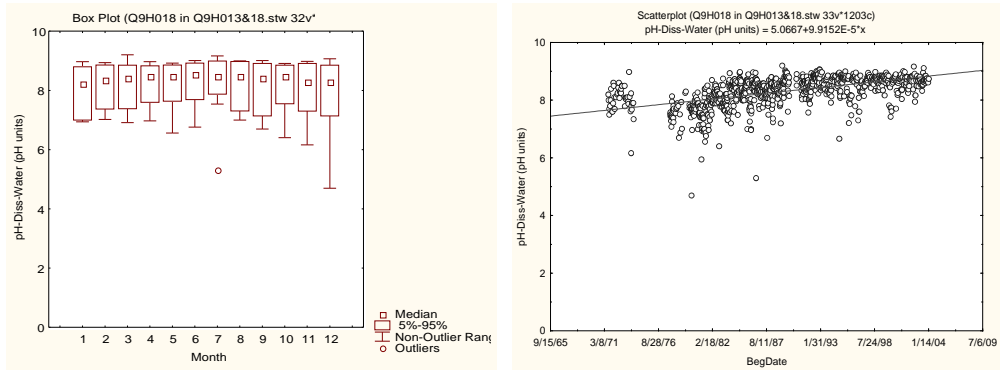 Box Plot (Q9H018 in Q9H013&18.stw 32v*
10
8
6
4
2
0
pH-Diss-Water (pH units)
1 2 3 4 5 6 7 8 9 10 11 12
Month
Median
5%-95%
Non-Outlier Rang
Outliers
Scatterplot (Q9H018 in Q9H013&18.stw 33v*1203c)
pH-Diss-Water (pH units) = 5.0667+9.9152E-5*x
10
8
6
4
2
0
pH-Diss-Water (pH units)
9/15/65 3/8/71 8/28/76 2/18/82 8/11/87 1/31/93 7/24/98 1/14/04 7/6/09
BegDate